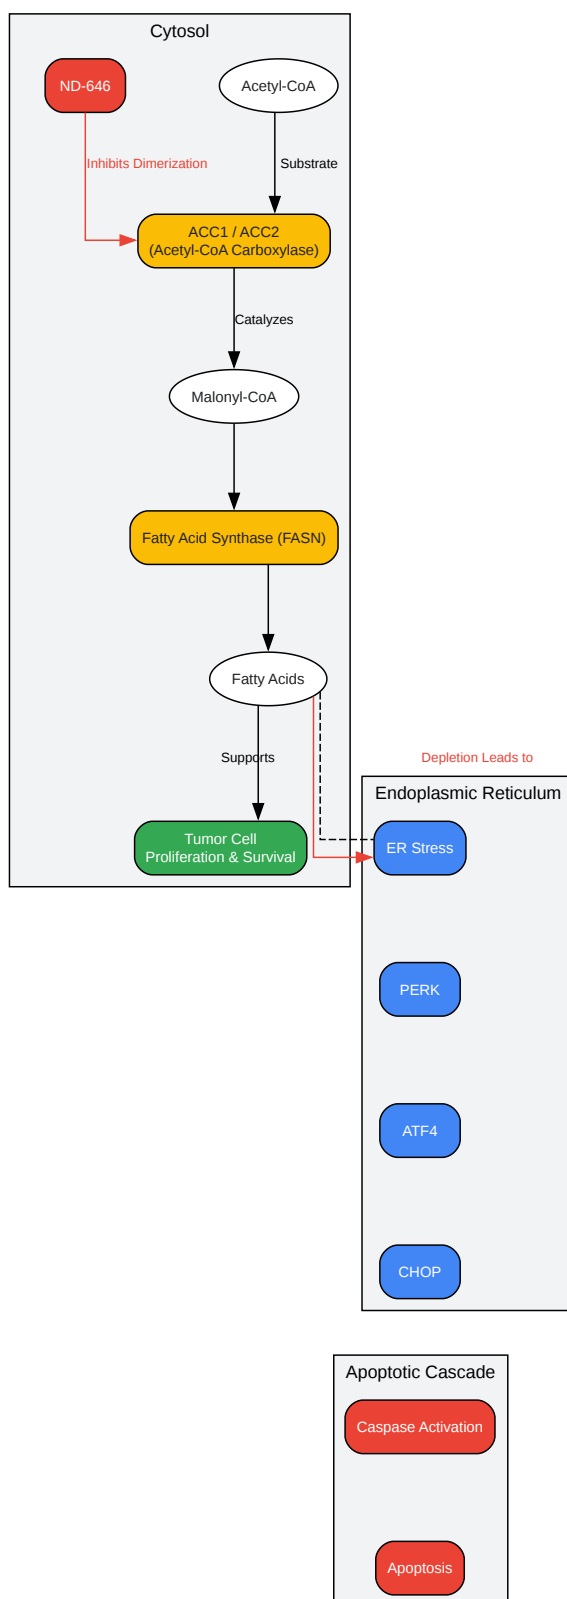 Cytosol
ND-646
Acetyl-CoA
Inhibits Dimerization
Substrate
ACC1 / ACC2
(Acetyl-CoA Carboxylase)
Catalyzes
Malonyl-CoA
Fatty Acid Synthase (FASN)
Fatty Acids
Supports
Depletion Leads to
Endoplasmic Reticulum
Tumor Cell
Proliferation & Survival
ER Stress
PERK
ATF4
CHOP
Apoptotic Cascade
Caspase Activation
Apoptosis